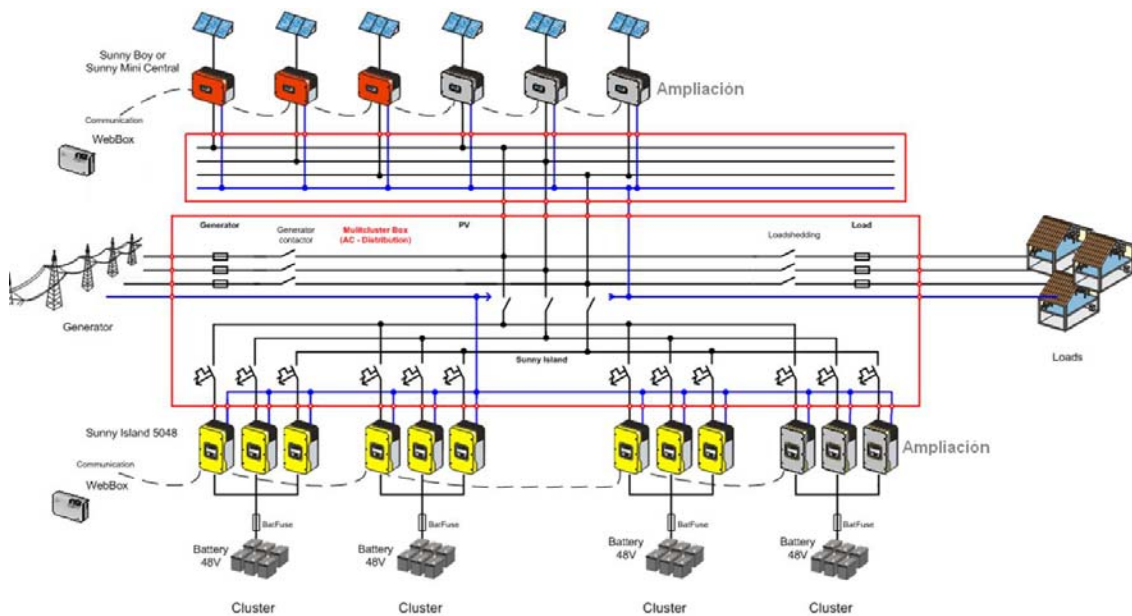 Sunny Boy or
Sunny Mini Central
Ampliación
Communication
WebBox
Generator
Generator
contactor
Mulitcluster Box
(AC - Distribution)
PV
Loadshedding
Load
Generator
Loads
Sunny Island
Sunny Island 5048
Ampliación
Communication
WebBox
BatFuse
BatFuse
BatFuse
BatFuse
Battery
48V
Battery
48V
Battery
48V
Battery
48V
Cluster
Cluster
Cluster
Cluster